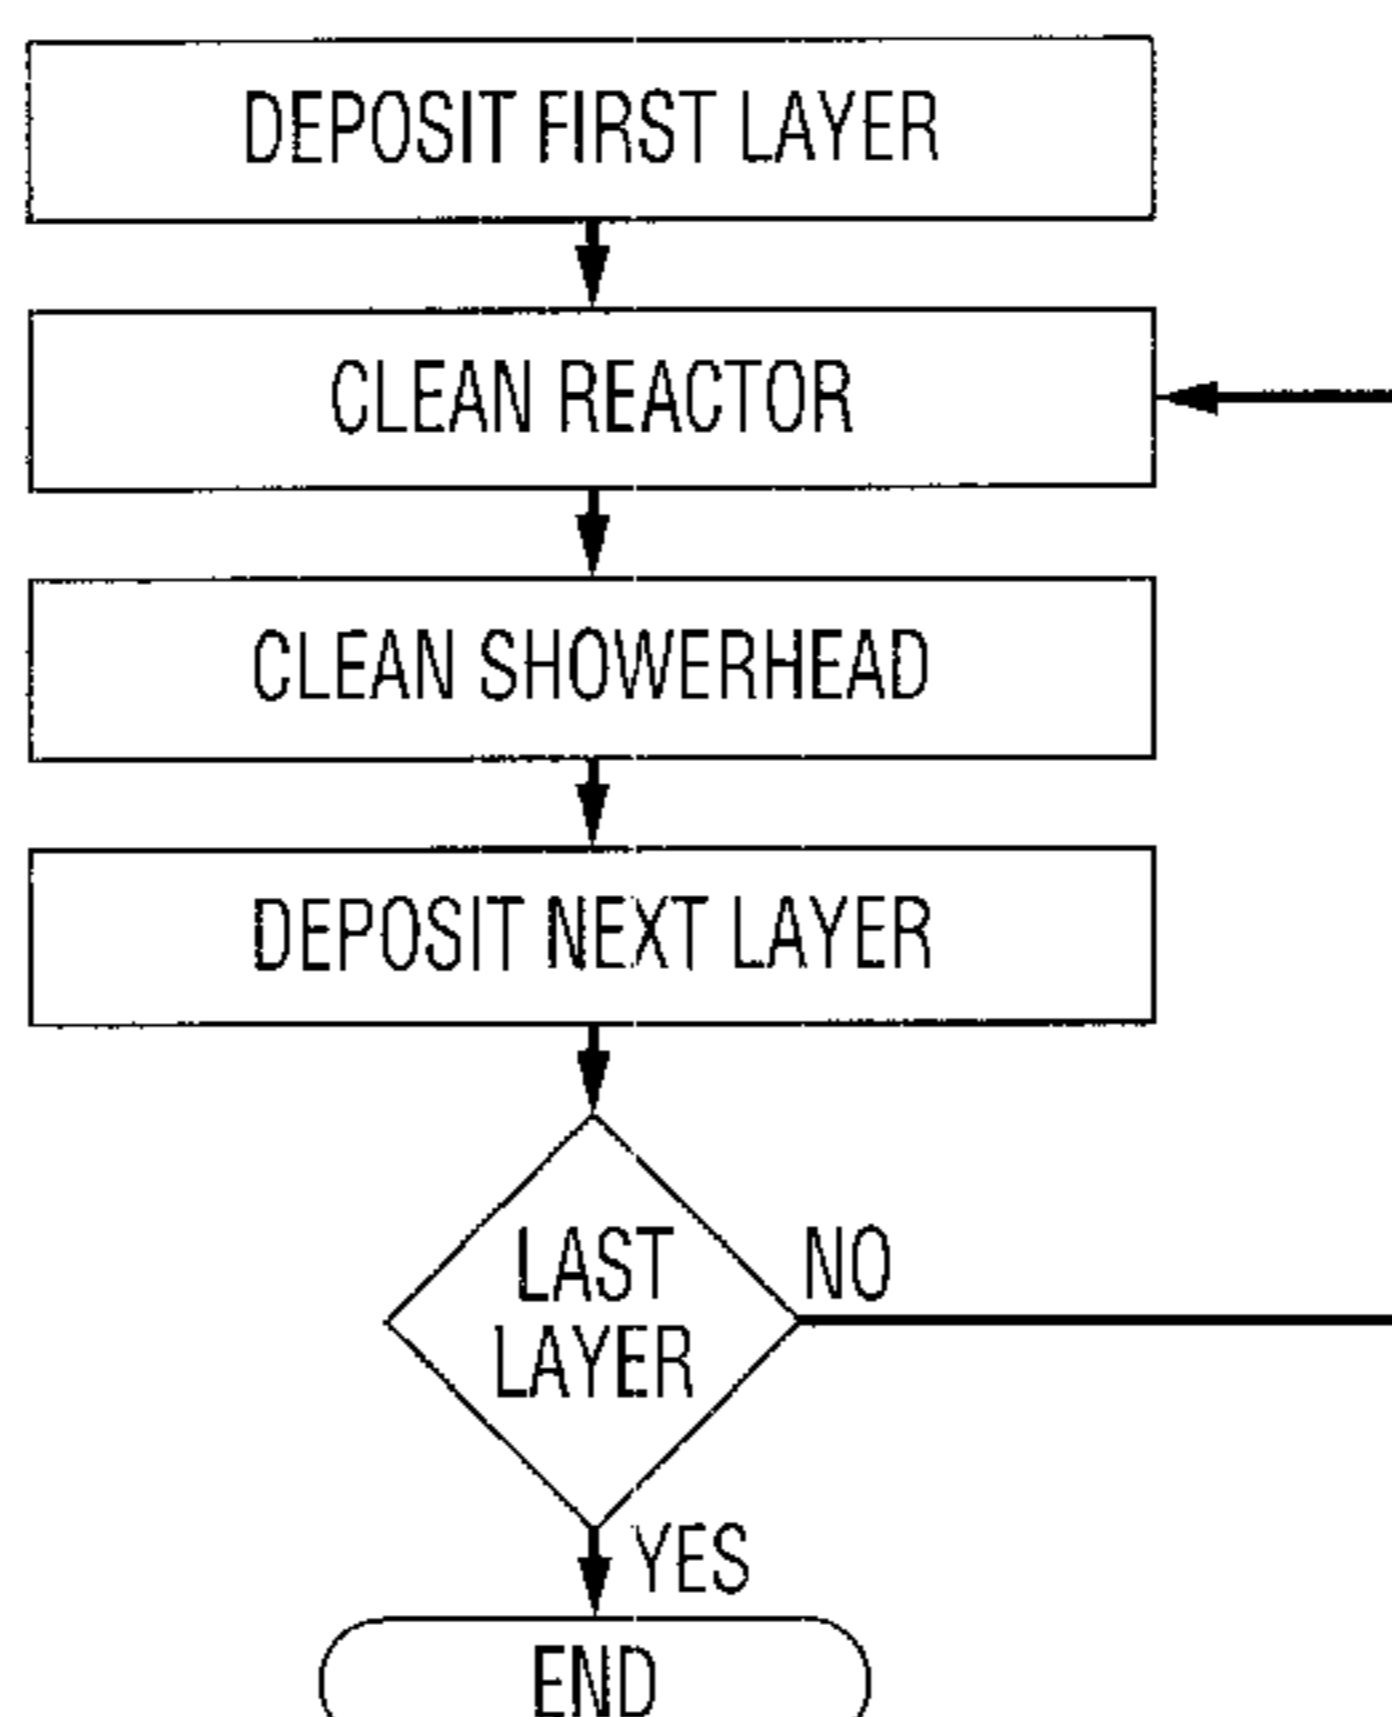 DEPOSIT FIRST LAYER
CLEAN REACTOR
CLEAN SHOWERHEAD
DEPOSIT NEXT LAYER
LAST
LAYER
NO
YES
END